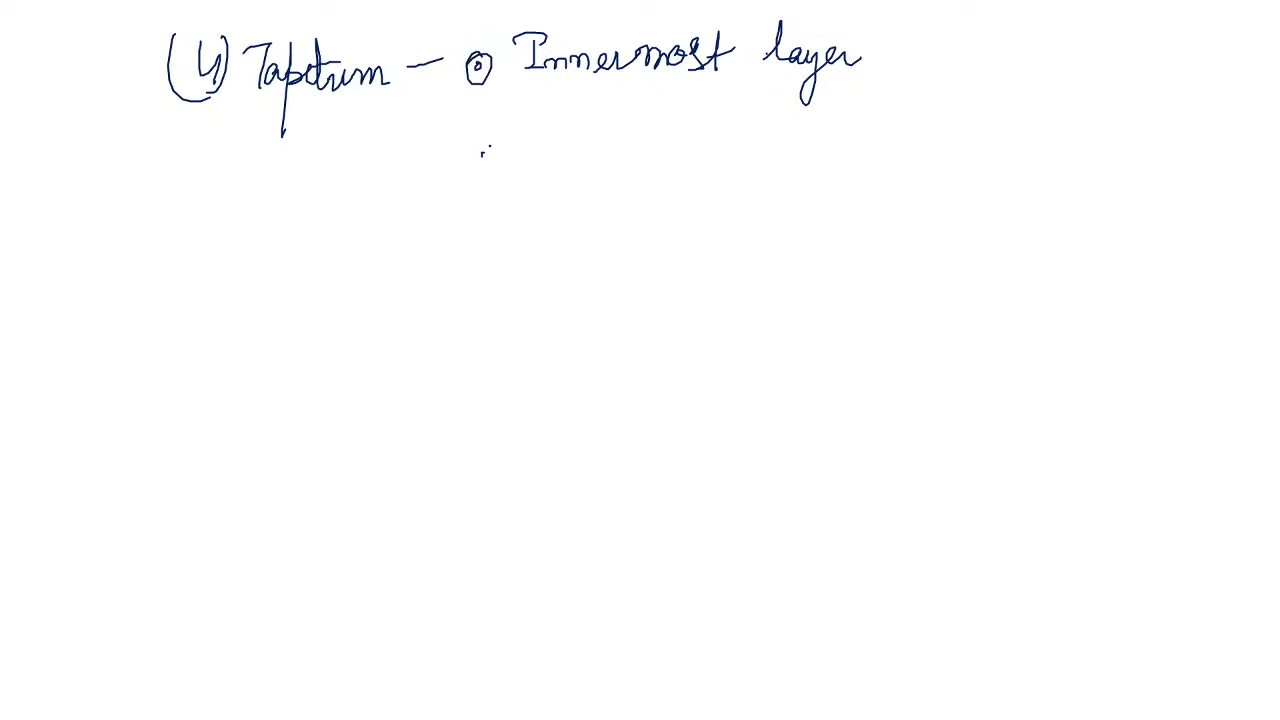 (4) Tapetum - ⊙ Innermost layer